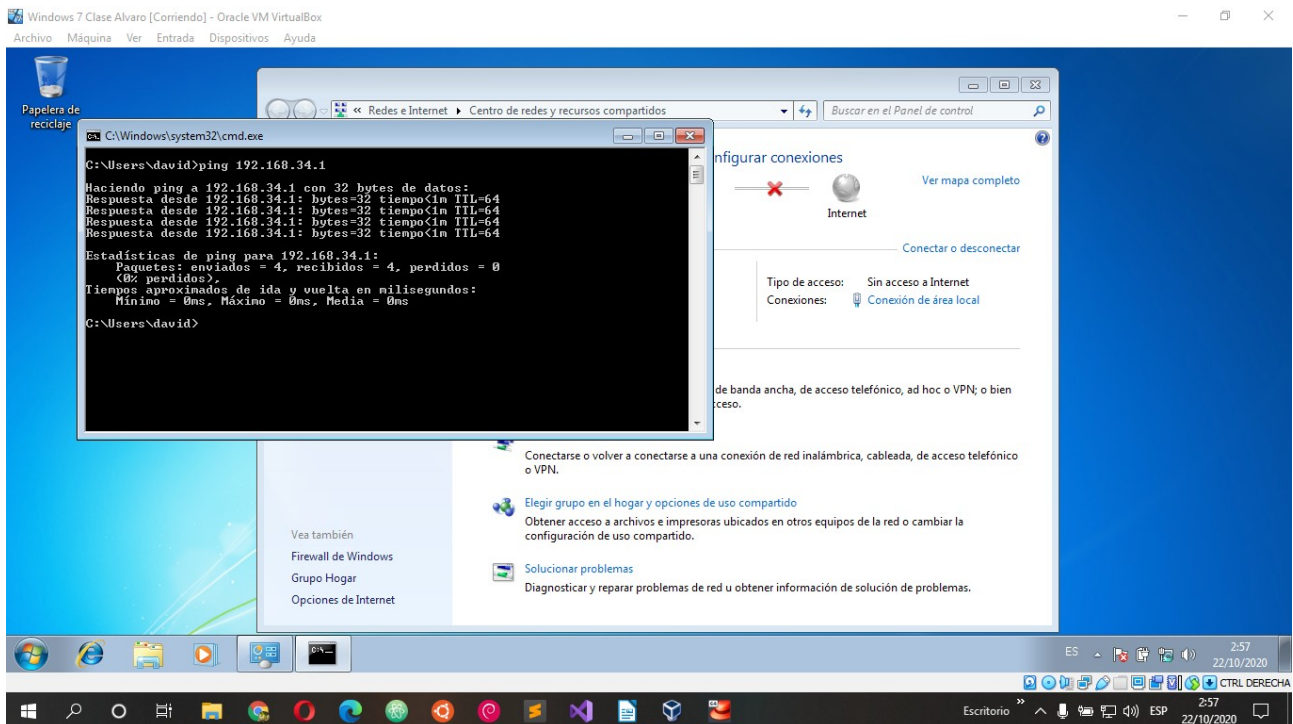 Windows 7 Clase Alvaro [Corriendo] - Oracle VM VirtualBox
Archivo Máquina Ver Entrada Dispositivos Ayuda
Papelera de
reciclaje
« Redes e Internet Centro de redes y recursos compartidos
Buscar en el Panel de control
C:\Windows\system32\cmd.exe
C:\Users\david>ping 192.168.34.1
Haciendo ping a 192.168.34.1 con 32 bytes de datos:
Respuesta desde 192.168.34.1: bytes=32 tiempo<1m TTL=64
Respuesta desde 192.168.34.1: bytes=32 tiempo<1m TTL=64
Respuesta desde 192.168.34.1: bytes=32 tiempo<1m TTL=64
Respuesta desde 192.168.34.1: bytes=32 tiempo<1m TTL=64
Estadísticas de ping para 192.168.34.1:
Paquetes: enviados = 4, recibidos = 4, perdidos = 0
(0% perdidos),
Tiempos aproximados de ida y vuelta en milisegundos:
Mínimo = 0ms, Máximo = 0ms, Media = 0ms
C:\Users\david>
nfigurar conexiones
Ver mapa completo
Internet
Conectar o desconectar
Tipo de acceso: Sin acceso a Internet
Conexiones: Conexión de área local
de banda ancha, de acceso telefónico, ad hoc o VPN; o bien
cceso.
Conectarse o volver a conectarse a una conexión de red inalámbrica, cableada, de acceso telefónico
o VPN.
Elegir grupo en el hogar y opciones de uso compartido
Obtener acceso a archivos e impresoras ubicados en otros equipos de la red o cambiar la
configuración de uso compartido.
Solucionar problemas
Diagnosticar y reparar problemas de red u obtener información de solución de problemas.
Vea también
Firewall de Windows
Grupo Hogar
Opciones de Internet
ES
2:57
22/10/2020
CTRL DERECHA
Escritorio
ESP
2:57
22/10/2020